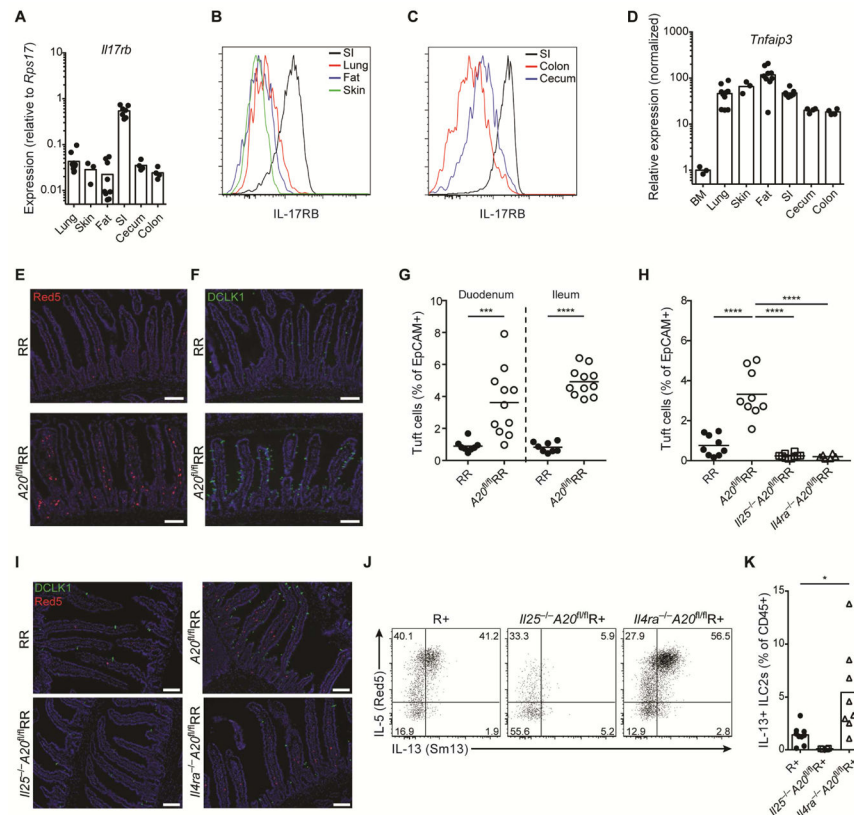 A
Il17rb
Expression (relative to Rps17)
10
1
0.1
0.01
Lung
Skin
Fat
SI
Cecum
Colon
B
SI
Lung
Fat
Skin
IL-17RB
C
SI
Colon
Cecum
IL-17RB
D
Tnfaip3
Relative expression (normalized)
1000
100
10
1
BM
Lung
Skin
Fat
SI
Cecum
Colon
E
Red5
RR
A20fl/flRR
F
DCLK1
RR
A20fl/flRR
G
Duodenum
Ileum
***
****
Tuft cells (% of EpCAM+)
10
8
6
4
2
0
RR
A20fl/flRR
RR
A20fl/flRR
H
****
**** ****
Tuft cells (% of EpCAM+)
8
6
4
2
0
RR
A20fl/flRR
Il25–/–A20fl/flRR
Il4ra–/–A20fl/flRR
I
DCLK1
Red5
RR
A20fl/flRR
Il25–/–A20fl/flRR
Il4ra–/–A20fl/flRR
J
R+
Il25–/–A20fl/flR+
Il4ra–/–A20fl/flR+
40.1 41.2
33.3 5.9
27.9 56.5
16.9 1.9
55.6 5.2
12.9 2.8
IL-5 (Red5)
IL-13 (Sm13)
K
*
IL-13+ ILC2s (% of CD45+)
15
10
5
0
R+
Il25–/–A20fl/flR+
Il4ra–/–A20fl/flR+